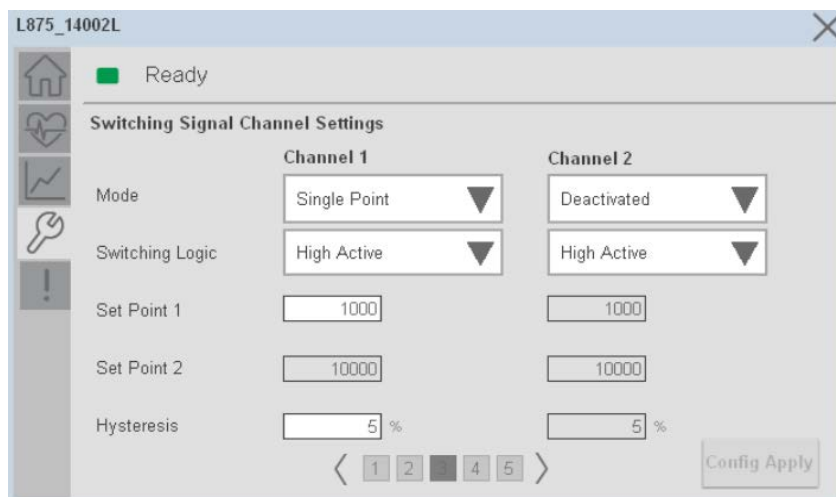 L875_14002L
Ready
Switching Signal Channel Settings
Channel 1 Channel 2
Mode Single Point Deactivated
Switching Logic High Active High Active
Set Point 1 1000 1000
Set Point 2 10000 10000
Hysteresis 5 % 5 %
1 2 3 4 5 Config Apply